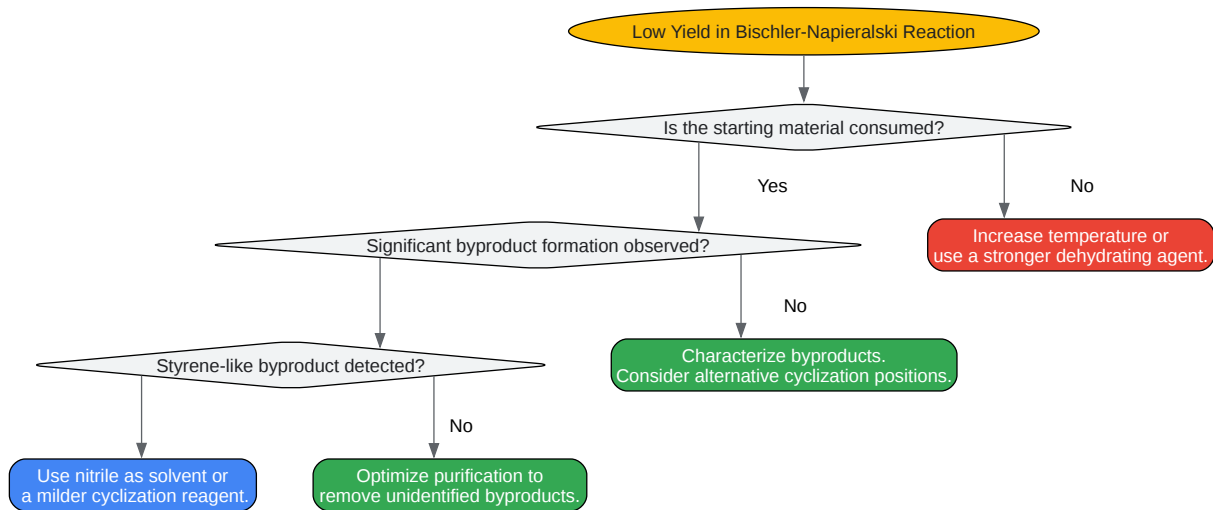 Low Yield in Bischler-Napieralski Reaction
Is the starting material consumed?
Yes
No
Increase temperature or
use a stronger dehydrating agent.
Significant byproduct formation observed?
No
Characterize byproducts.
Consider alternative cyclization positions.
Styrene-like byproduct detected?
No
Use nitrile as solvent or
a milder cyclization reagent.
Optimize purification to
remove unidentified byproducts.